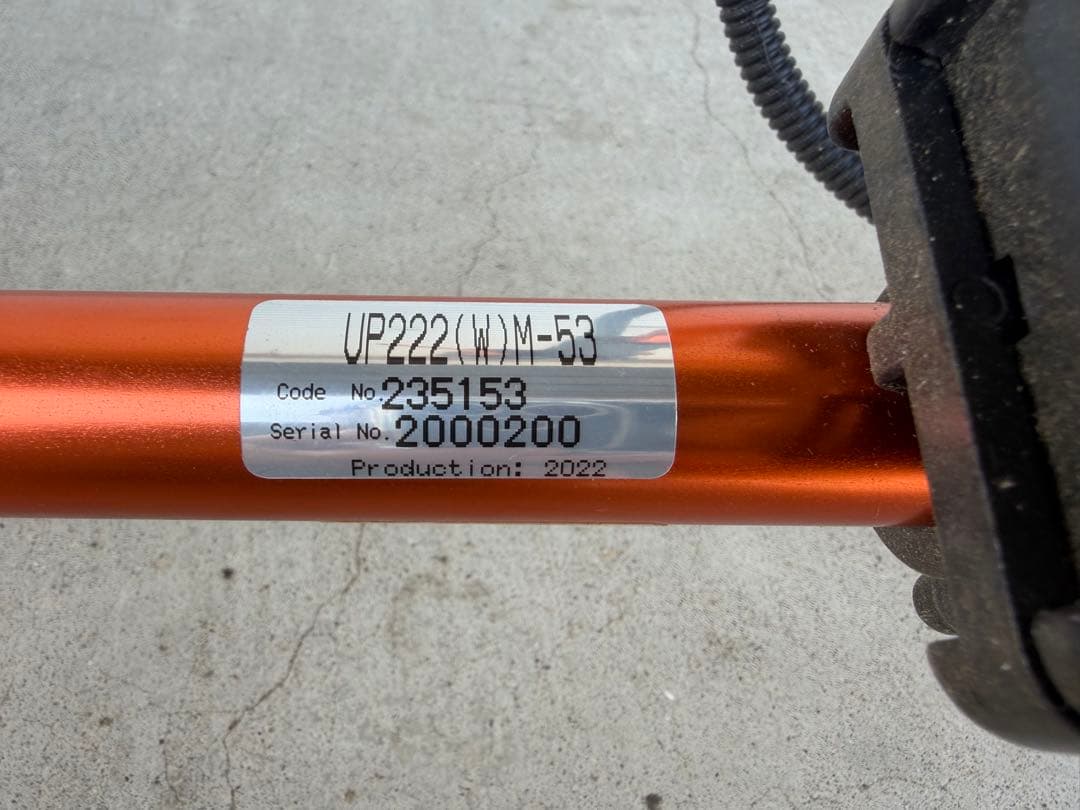 UP222(W)M-53
Code No.235153
Serial No.2000200
Production: 2022